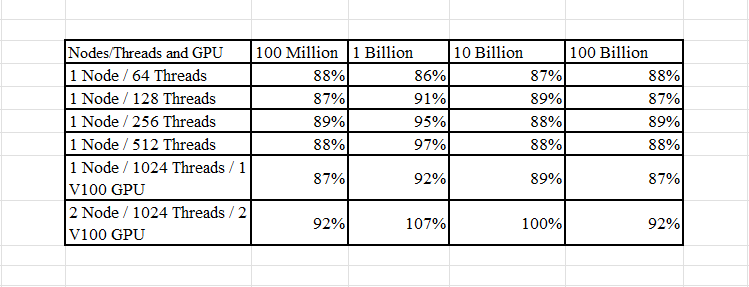 Nodes/Threads and GPU 100 Million 1 Billion 10 Billion 100 Billion
1 Node / 64 Threads 88% 86% 87% 88%
1 Node / 128 Threads 87% 91% 89% 87%
1 Node / 256 Threads 89% 95% 88% 89%
1 Node / 512 Threads 88% 97% 88% 88%
1 Node / 1024 Threads / 1
V100 GPU 87% 92% 89% 87%
2 Node / 1024 Threads / 2
V100 GPU 92% 107% 100% 92%